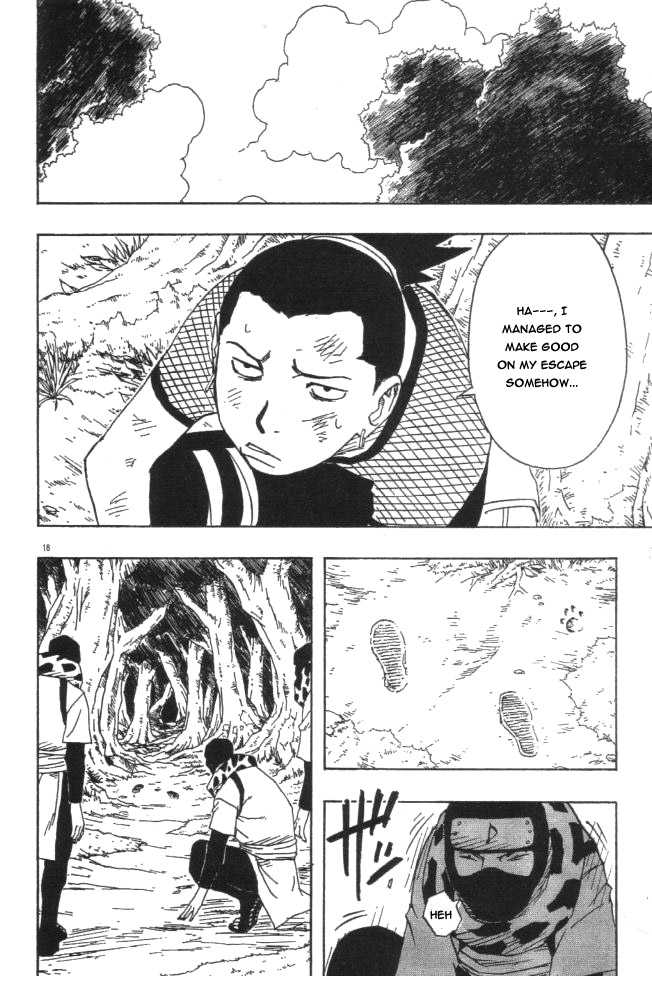 HA---, I
MANAGED TO
MAKE GOOD
ON MY ESCAPE
SOMEHOW...
18
HEH